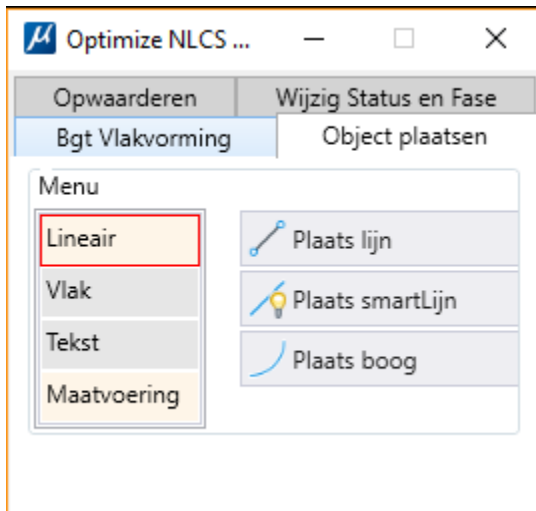 Optimize NLCS ...
Opwaarderen
Wijzig Status en Fase
Bgt Vlakvorming
Object plaatsen
Menu
Lineair
Vlak
Tekst
Maatvoering
Plaats lijn
Plaats smartLijn
Plaats boog